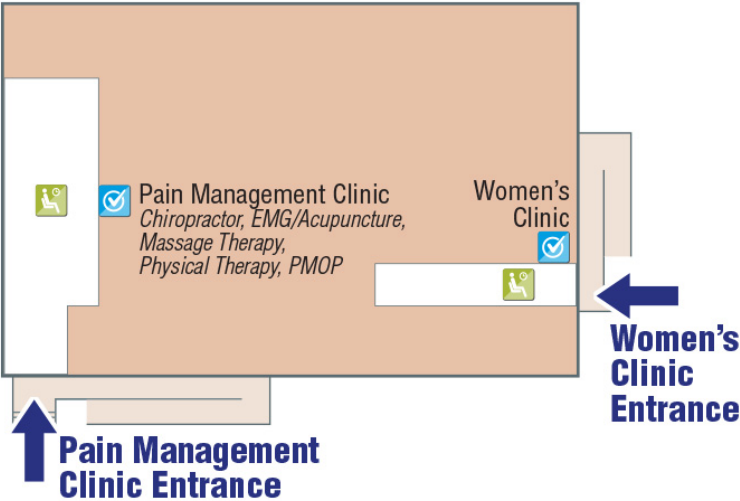 Pain Management Clinic
Chiropractor, EMG/Acupuncture,
Massage Therapy,
Physical Therapy, PMOP
Women's
Clinic
Women's
Clinic
Entrance
Pain Management
Clinic Entrance